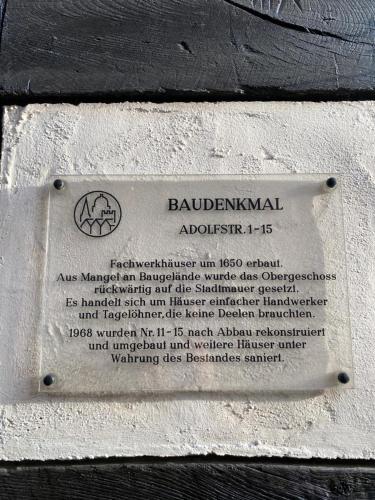 BAUDENKMAL
ADOLFSTR. 1-15
Fachwerkhäuser um 1650 erbaut.
Aus Mangel an Baugelände wurde das Obergeschoss
rückwärtig auf die Stadtmauer gesetzt.
Es handelt sich um Häuser einfacher Handwerker
und Tagelöhner, die keine Deelen brauchten.
1968 wurden Nr. 11-15 nach Abbau rekonstruiert
und umgebaut und weitere Häuser unter
Wahrung des Bestandes saniert.